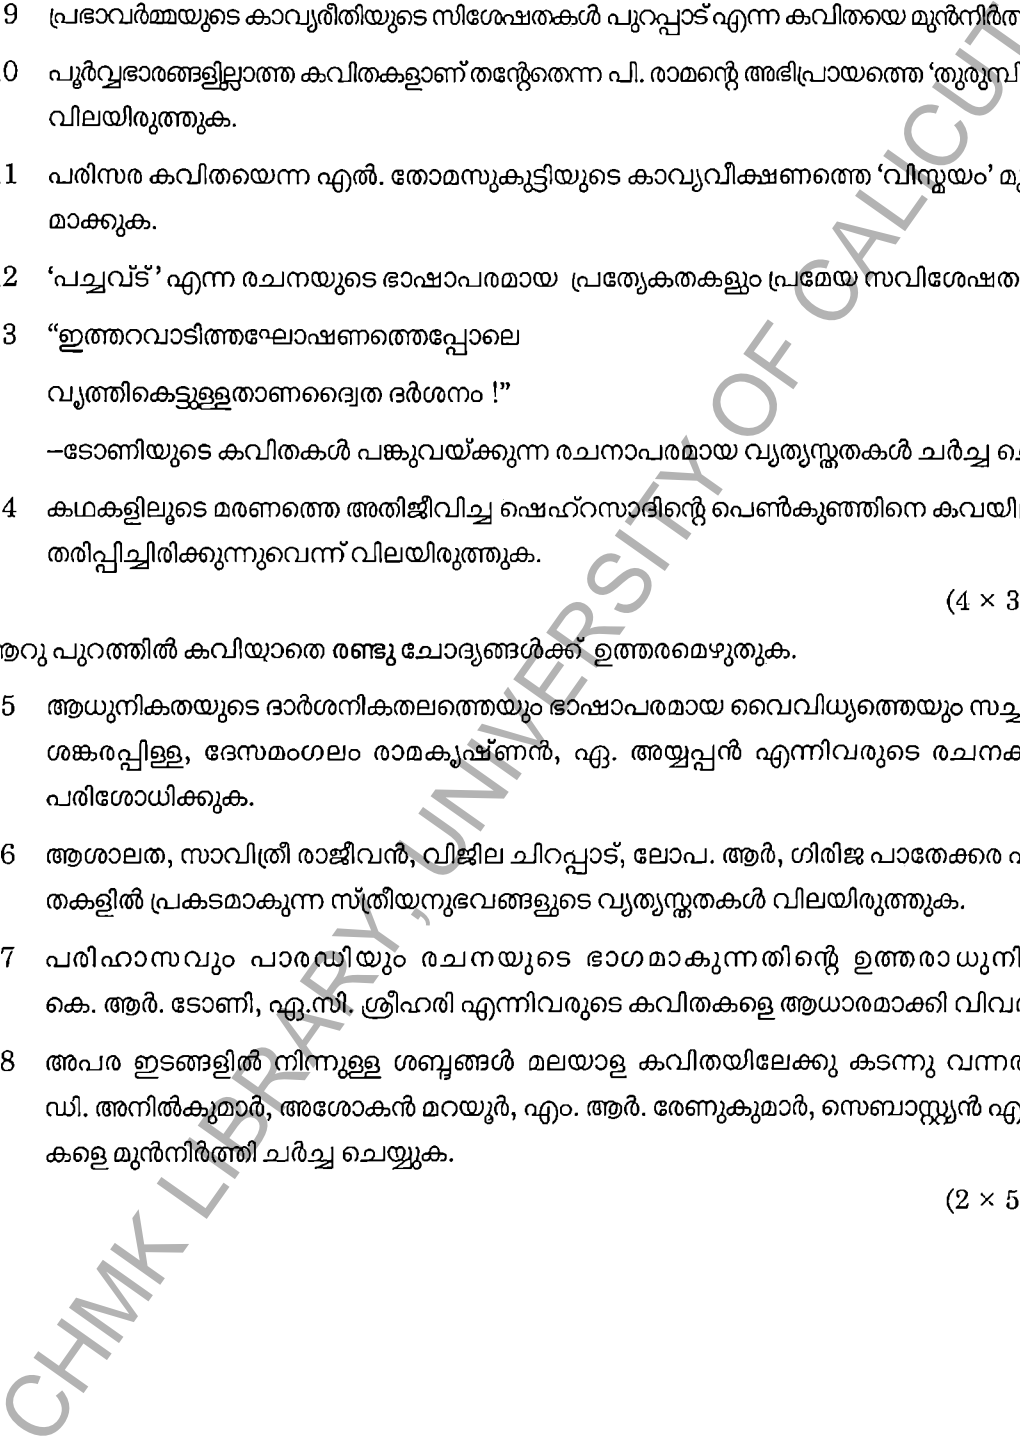 9 പ്രഭാവർമ്മയുടെ കാവ്യരീതിയുടെ സിശേഷതകൾ പുറപ്പാട് എന്ന കവിതയെ മുൻനിർത
0 പൂർവ്വഭാരങ്ങളില്ലാത്ത കവിതകളാണ് തന്റേതെന്ന പി. രാമന്റെ അഭിപ്രായത്തെ ‘തുരുമ്പി
വിലയിരുത്തുക.
1 പരിസര കവിതയെന്ന എൽ. തോമസുകുട്ടിയുടെ കാവ്യവീക്ഷണത്തെ ‘വിസ്മയം’ മു
മാക്കുക.
2 ‘പച്ചവ്ട്’ എന്ന രചനയുടെ ഭാഷാപരമായ പ്രത്യേകതകളും പ്രമേയ സവിശേഷത
3 “ഇത്തറവാടിത്തഘോഷണത്തെപ്പോലെ
വൃത്തികെട്ടുള്ളതാണദ്വൈത ദർശനം !”
–ടോണിയുടെ കവിതകൾ പങ്കുവയ്ക്കുന്ന രചനാപരമായ വ്യത്യസ്തതകൾ ചർച്ച ചെ
4 കഥകളിലൂടെ മരണത്തെ അതിജീവിച്ച ഷെഹ്റസാദിന്റെ പെൺകുഞ്ഞിനെ കവയി
തരിപ്പിച്ചിരിക്കുന്നുവെന്ന് വിലയിരുത്തുക.
(4 × 3
ആറു പുറത്തിൽ കവിയാതെ രണ്ടു ചോദ്യങ്ങൾക്ക് ഉത്തരമെഴുതുക.
5 ആധുനികതയുടെ ദാർശനികതലത്തെയും ഭാഷാപരമായ വൈവിധ്യത്തെയും സച്ച
ശങ്കരപ്പിള്ള, ദേസമംഗലം രാമകൃഷ്ണൻ, ഏ. അയ്യപ്പൻ എന്നിവരുടെ രചനക
പരിശോധിക്കുക.
6 ആശാലത, സാവിത്രീ രാജീവൻ, വിജില ചിറപ്പാട്, ലോപ. ആർ, ഗിരിജ പാതേക്കര എ
തകളിൽ പ്രകടമാകുന്ന സ്ത്രീയനുഭവങ്ങളുടെ വ്യത്യസ്തതകൾ വിലയിരുത്തുക.
7 പരിഹാസവും പാരഡിയും രചനയുടെ ഭാഗമാകുന്നതിന്റെ ഉത്തരാധുനി
കെ. ആർ. ടോണി, ഏ.സി. ശ്രീഹരി എന്നിവരുടെ കവിതകളെ ആധാരമാക്കി വിവര
8 അപര ഇടങ്ങളിൽ നിന്നുള്ള ശബ്ദങ്ങൾ മലയാള കവിതയിലേക്കു കടന്നു വന്നത
ഡി. അനിൽകുമാർ, അശോകൻ മറയൂർ, എം. ആർ. രേണുകുമാർ, സെബാസ്റ്റ്യൻ എ
കളെ മുൻനിർത്തി ചർച്ച ചെയ്യുക.
(2 × 5
CHMK LIBRARY, UNIVERSITY OF CALICUT